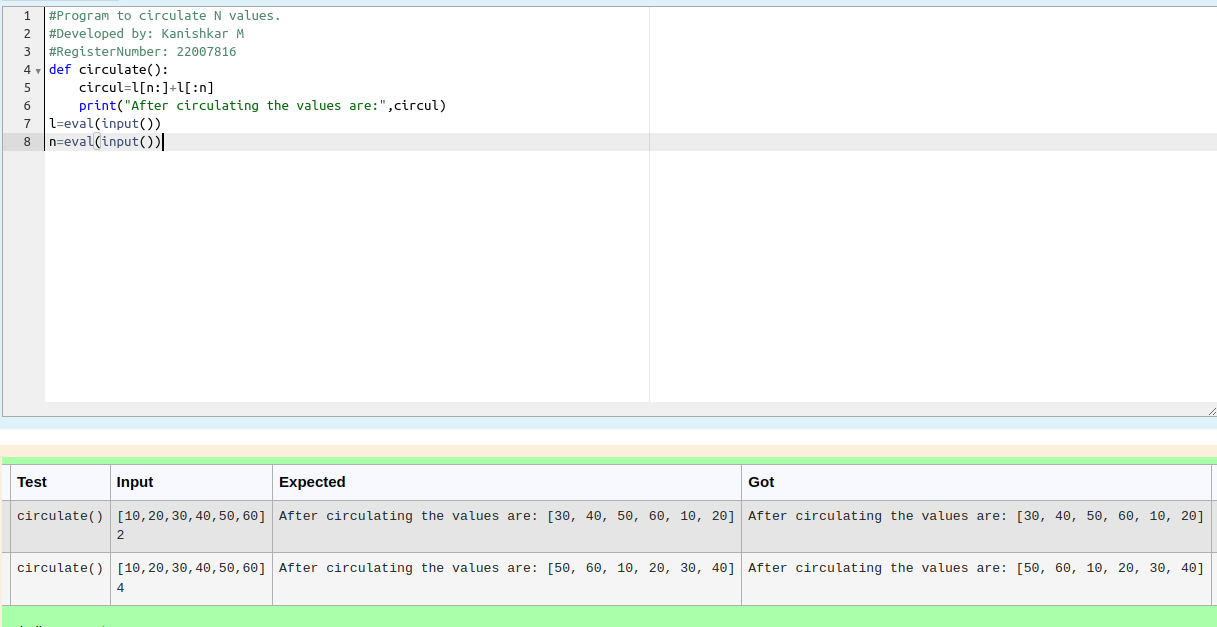 1 #Program to circulate N values.
2 #Developed by: Kanishkar M
3 #RegisterNumber: 22007816
4 def circulate():
5 circul=l[n:]+l[:n]
6 print("After circulating the values are:",circul)
7 l=eval(input())
8 n=eval(input())
Test Input Expected Got
circulate() [10,20,30,40,50,60] After circulating the values are: [30, 40, 50, 60, 10, 20] After circulating the values are: [30, 40, 50, 60, 10, 20]
2
circulate() [10,20,30,40,50,60] After circulating the values are: [50, 60, 10, 20, 30, 40] After circulating the values are: [50, 60, 10, 20, 30, 40]
4